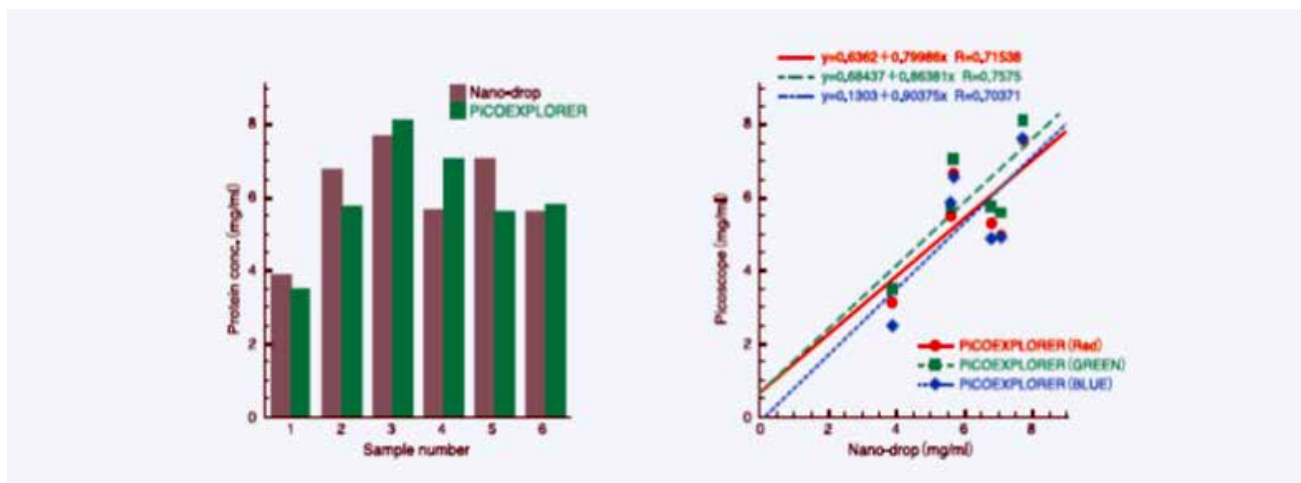 Nano-drop
PiCOEXPLORER
Protein conc. (mg/ml)
8
6
4
2
0
1 2 3 4 5 6
Sample number
y=0.6362+0.79986x R=0.71538
y=0.68437+0.86381x R=0.7575
y=0.1303+0.90375x R=0.70371
Picoscope (mg/ml)
8
6
4
2
0
PiCOEXPLORER (Red)
PiCOEXPLORER (GREEN)
PiCOEXPLORER (BLUE)
0 2 4 6 8
Nano-drop (mg/ml)